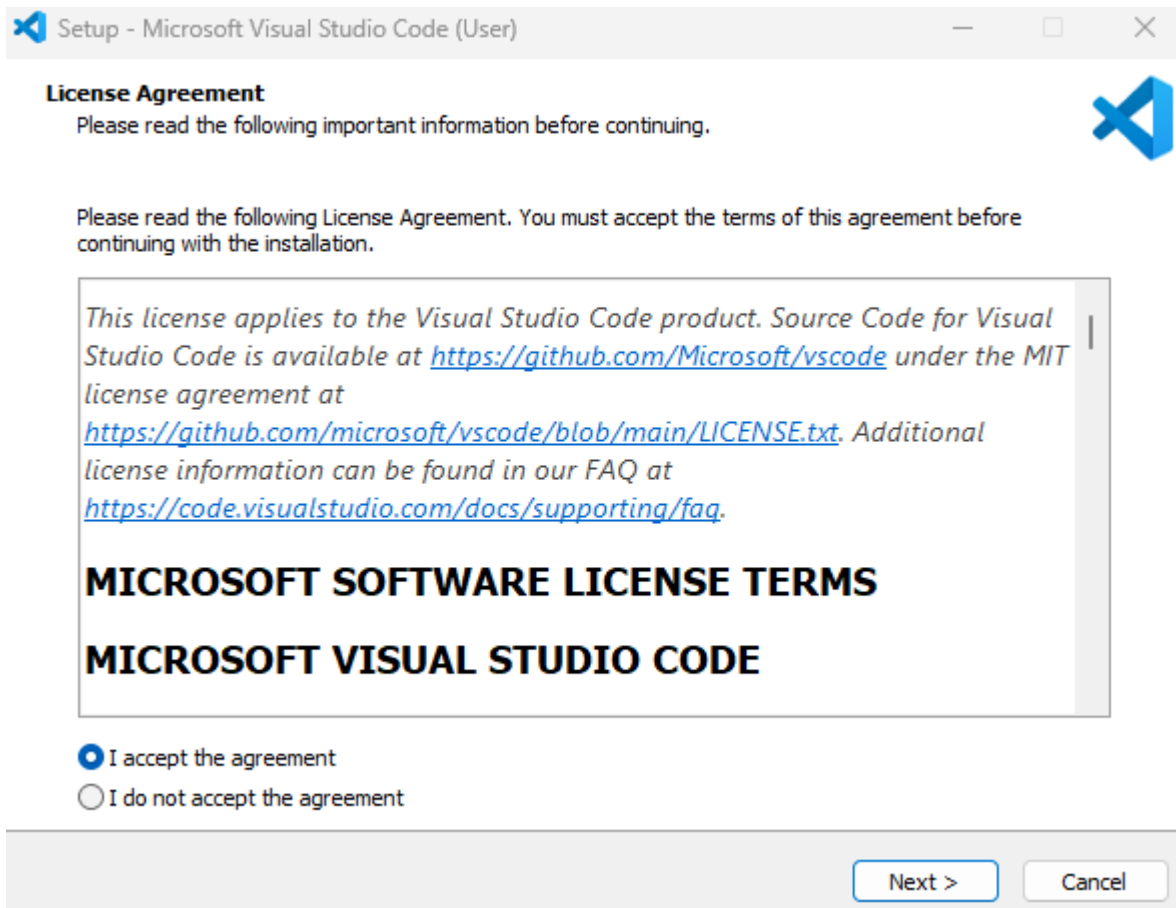 Setup - Microsoft Visual Studio Code (User)
License Agreement
Please read the following important information before continuing.
Please read the following License Agreement. You must accept the terms of this agreement before
continuing with the installation.
This license applies to the Visual Studio Code product. Source Code for Visual
Studio Code is available at https://github.com/Microsoft/vscode under the MIT
license agreement at
https://github.com/microsoft/vscode/blob/main/LICENSE.txt. Additional
license information can be found in our FAQ at
https://code.visualstudio.com/docs/supporting/faq.
MICROSOFT SOFTWARE LICENSE TERMS
MICROSOFT VISUAL STUDIO CODE
I accept the agreement
I do not accept the agreement
Next >
Cancel